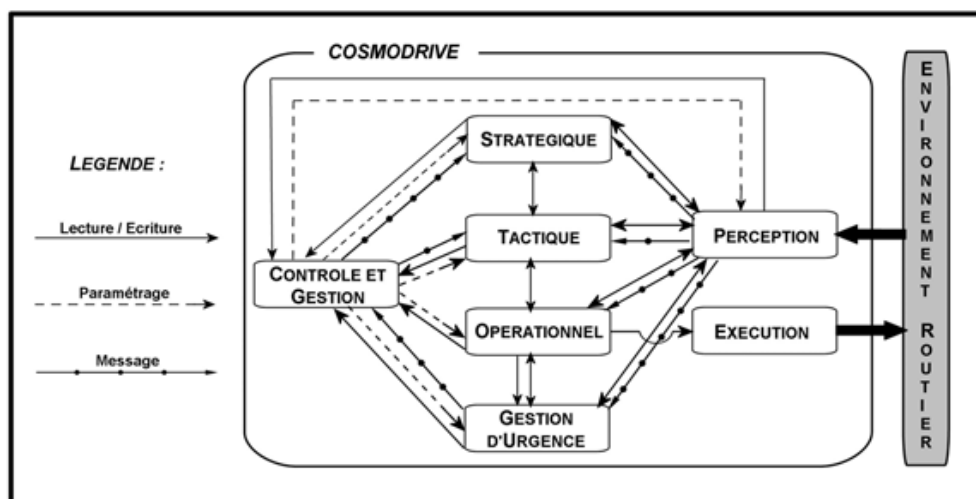 COSMODRIVE
LEGENDE :
Lecture / Ecriture
Paramétrage
Message
STRATEGIQUE
TACTIQUE
PERCEPTION
CONTROLE ET
GESTION
OPERATIONNEL
EXECUTION
GESTION
D'URGENCE
ENVIRONNEMENT ROUTIER